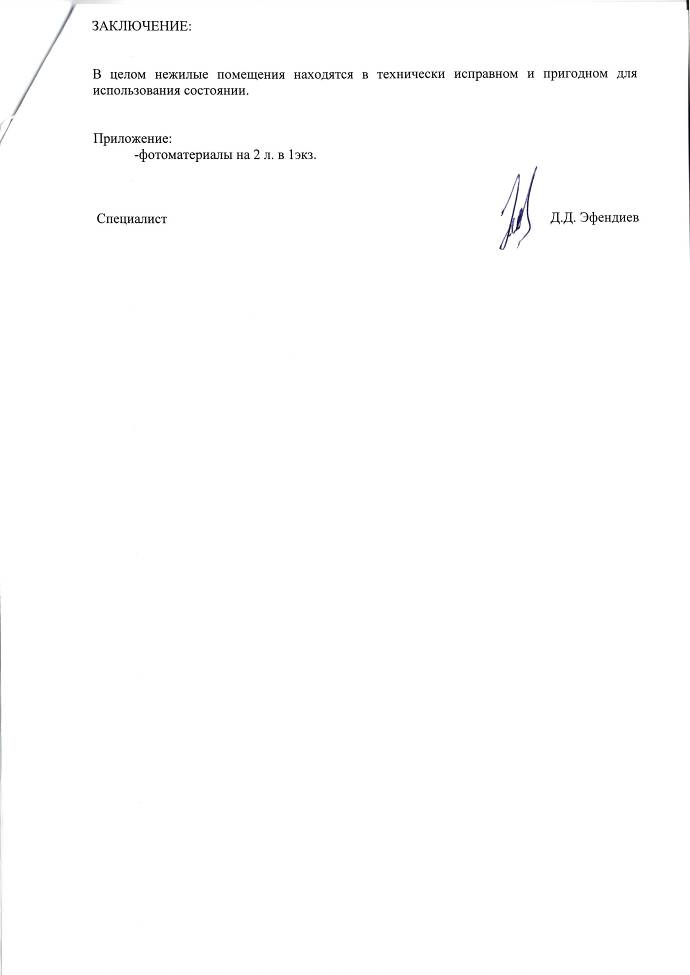 ЗАКЛЮЧЕНИЕ:
В целом нежилые помещения находятся в технически исправном и пригодном для
использования состоянии.
Приложение:
-фотоматериалы на 2 л. в 1экз.
Специалист Д.Д. Эфендиев